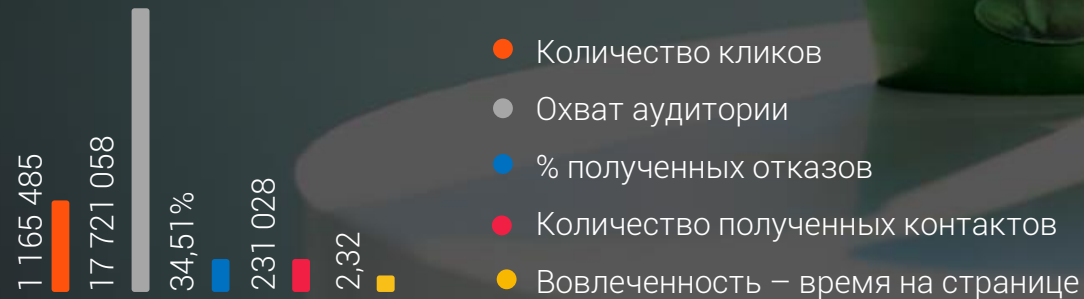 1 165 485
17 721 058
34,51%
231 028
2,32
Количество кликов
Охват аудитории
% полученных отказов
Количество полученных контактов
Вовлеченность – время на странице